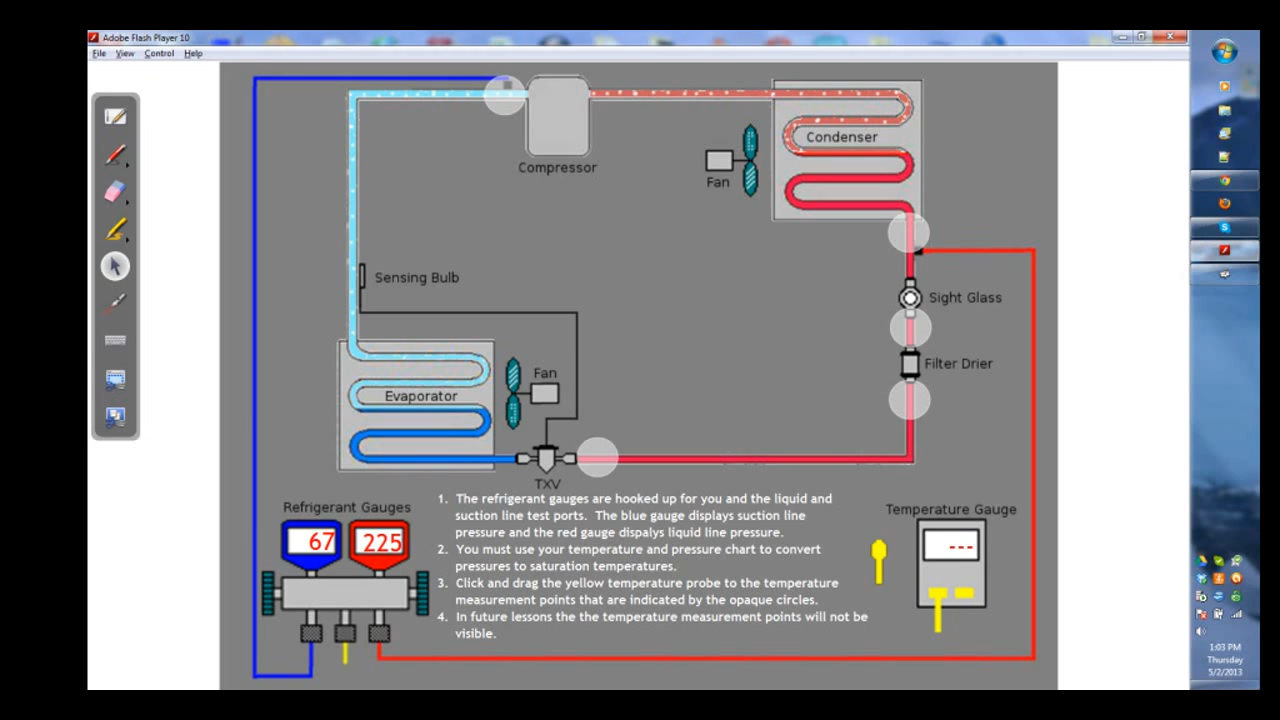 Adobe Flash Player 10
File View Control Help
Compressor
Condenser
Fan
Sensing Bulb
Sight Glass
Filter Drier
Fan
Evaporator
TXV
Refrigerant Gauges
67
225
1. The refrigerant gauges are hooked up for you and the liquid and
suction line test ports. The blue gauge displays suction line
pressure and the red gauge dispalys liquid line pressure.
2. You must use your temperature and pressure chart to convert
pressures to saturation temperatures.
3. Click and drag the yellow temperature probe to the temperature
measurement points that are indicated by the opaque circles.
4. In future lessons the the temperature measurement points will not be
visible.
Temperature Gauge
---
1:03 PM
Thursday
5/2/2013